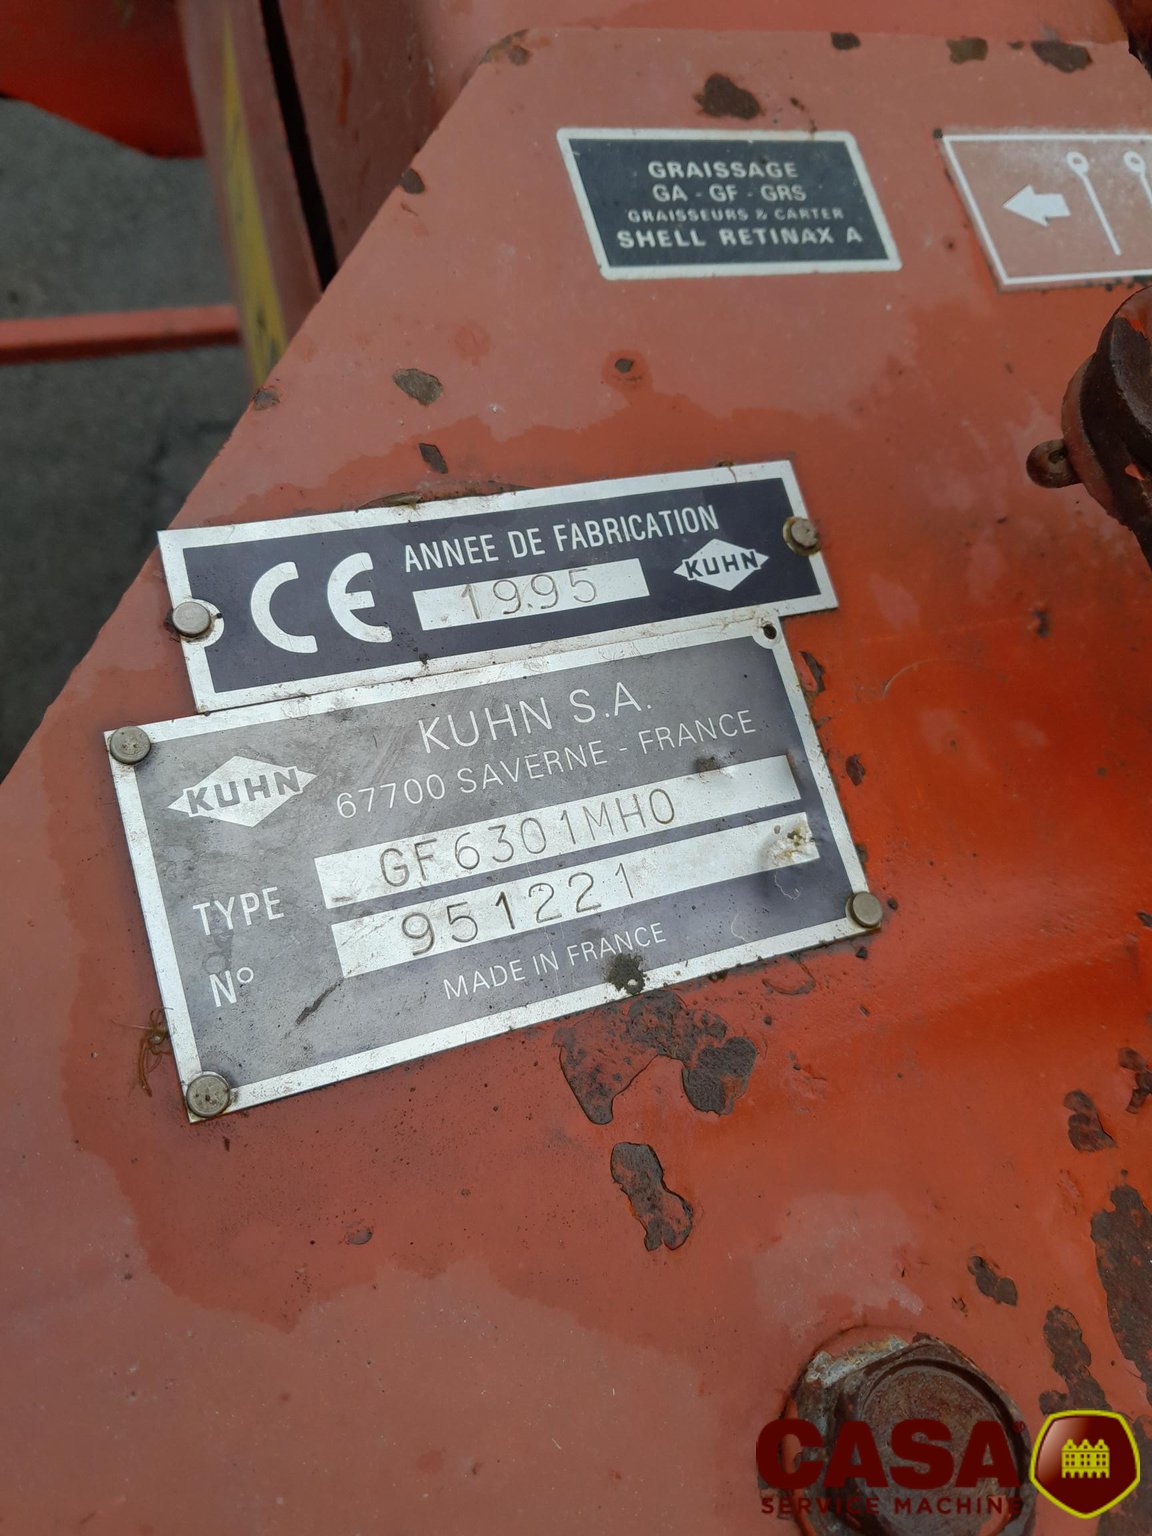 GRAISSAGE
GA - GF - GRS
GRAISSEURS & CARTER
SHELL RETINAX A
CE
ANNEE DE FABRICATION
1995
KUHN
KUHN S.A.
67700 SAVERNE - FRANCE
KUHN
TYPE GF6301MHO
N° 951221
MADE IN FRANCE
CASA
SERVICE MACHINE